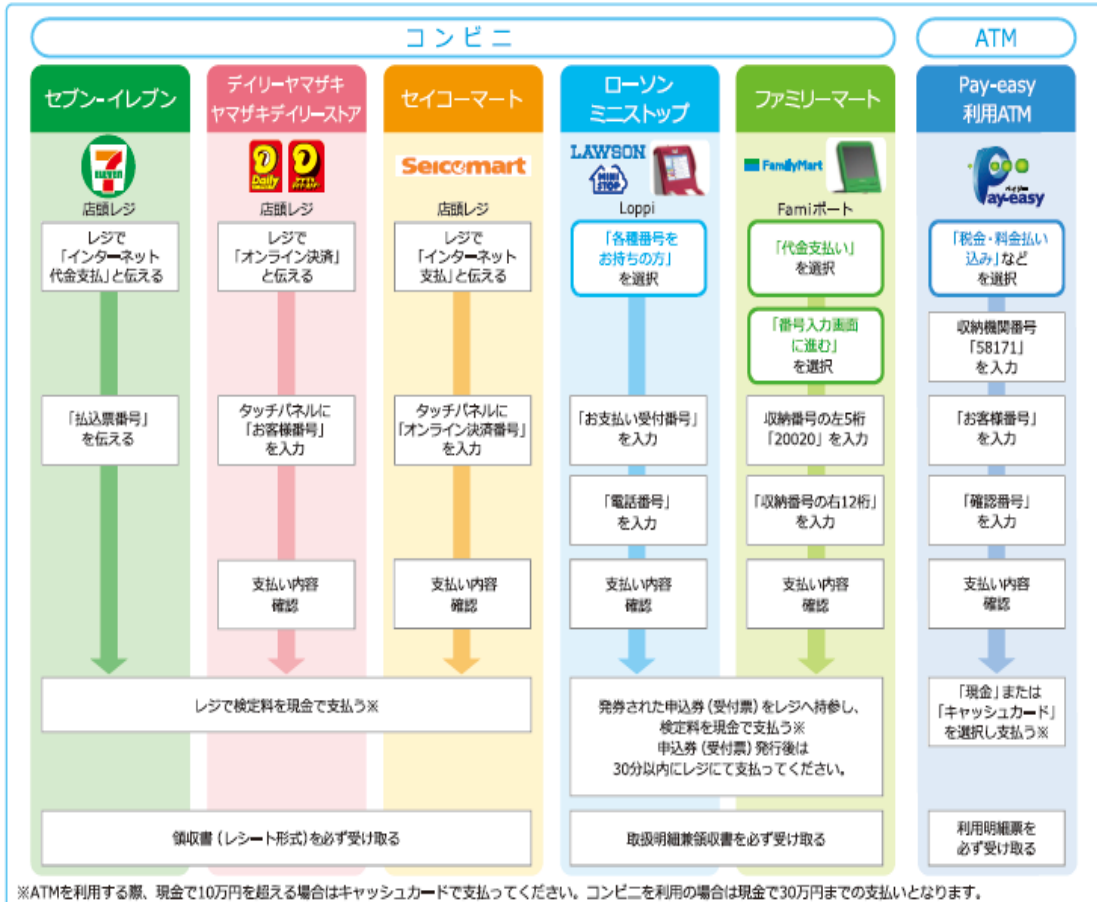 コンビニ
ATM
セブン-イレブン
デイリーヤマザキ
ヤマザキデイリーストア
セイコーマート
ローソン
ミニストップ
ファミリーマート
Pay-easy
利用ATM
7
ELEVEN
店頭レジ
レジで
「インターネット
代金支払」と伝える
「払込票番号」
を伝える
Daily
店頭レジ
レジで
「オンライン決済」
と伝える
タッチパネルに
「お客様番号」
を入力
支払い内容
確認
Seicomart
店頭レジ
レジで
「インターネット
支払」と伝える
タッチパネルに
「オンライン決済番号」
を入力
支払い内容
確認
LAWSON
MINI
STOP
Loppi
「各種番号を
お持ちの方」
を選択
「お支払い受付番号」
を入力
「電話番号」
を入力
支払い内容
確認
FamilyMart
Famiポート
「代金支払い」
を選択
「番号入力画面
に進む」
を選択
収納番号の左5桁
「20020」を入力
「収納番号の右12桁」
を入力
支払い内容
確認
Pay-easy
「税金・料金払い
込み」など
を選択
収納機関番号
「58171」
を入力
「お客様番号」
を入力
「確認番号」
を入力
支払い内容
確認
レジで検定料を現金で支払う※
発券された申込券（受付票）をレジへ持参し、
検定料を現金で支払う※
申込券（受付票）発行後は
30分以内にレジにて支払ってください。
「現金」または
「キャッシュカード」
を選択し支払う※
領収書（レシート形式）を必ず受け取る
取扱明細兼領収書を必ず受け取る
利用明細票を
必ず受け取る
※ATMを利用する際、現金で10万円を超える場合はキャッシュカードで支払ってください。コンビニを利用の場合は現金で30万円までの支払いとなります。